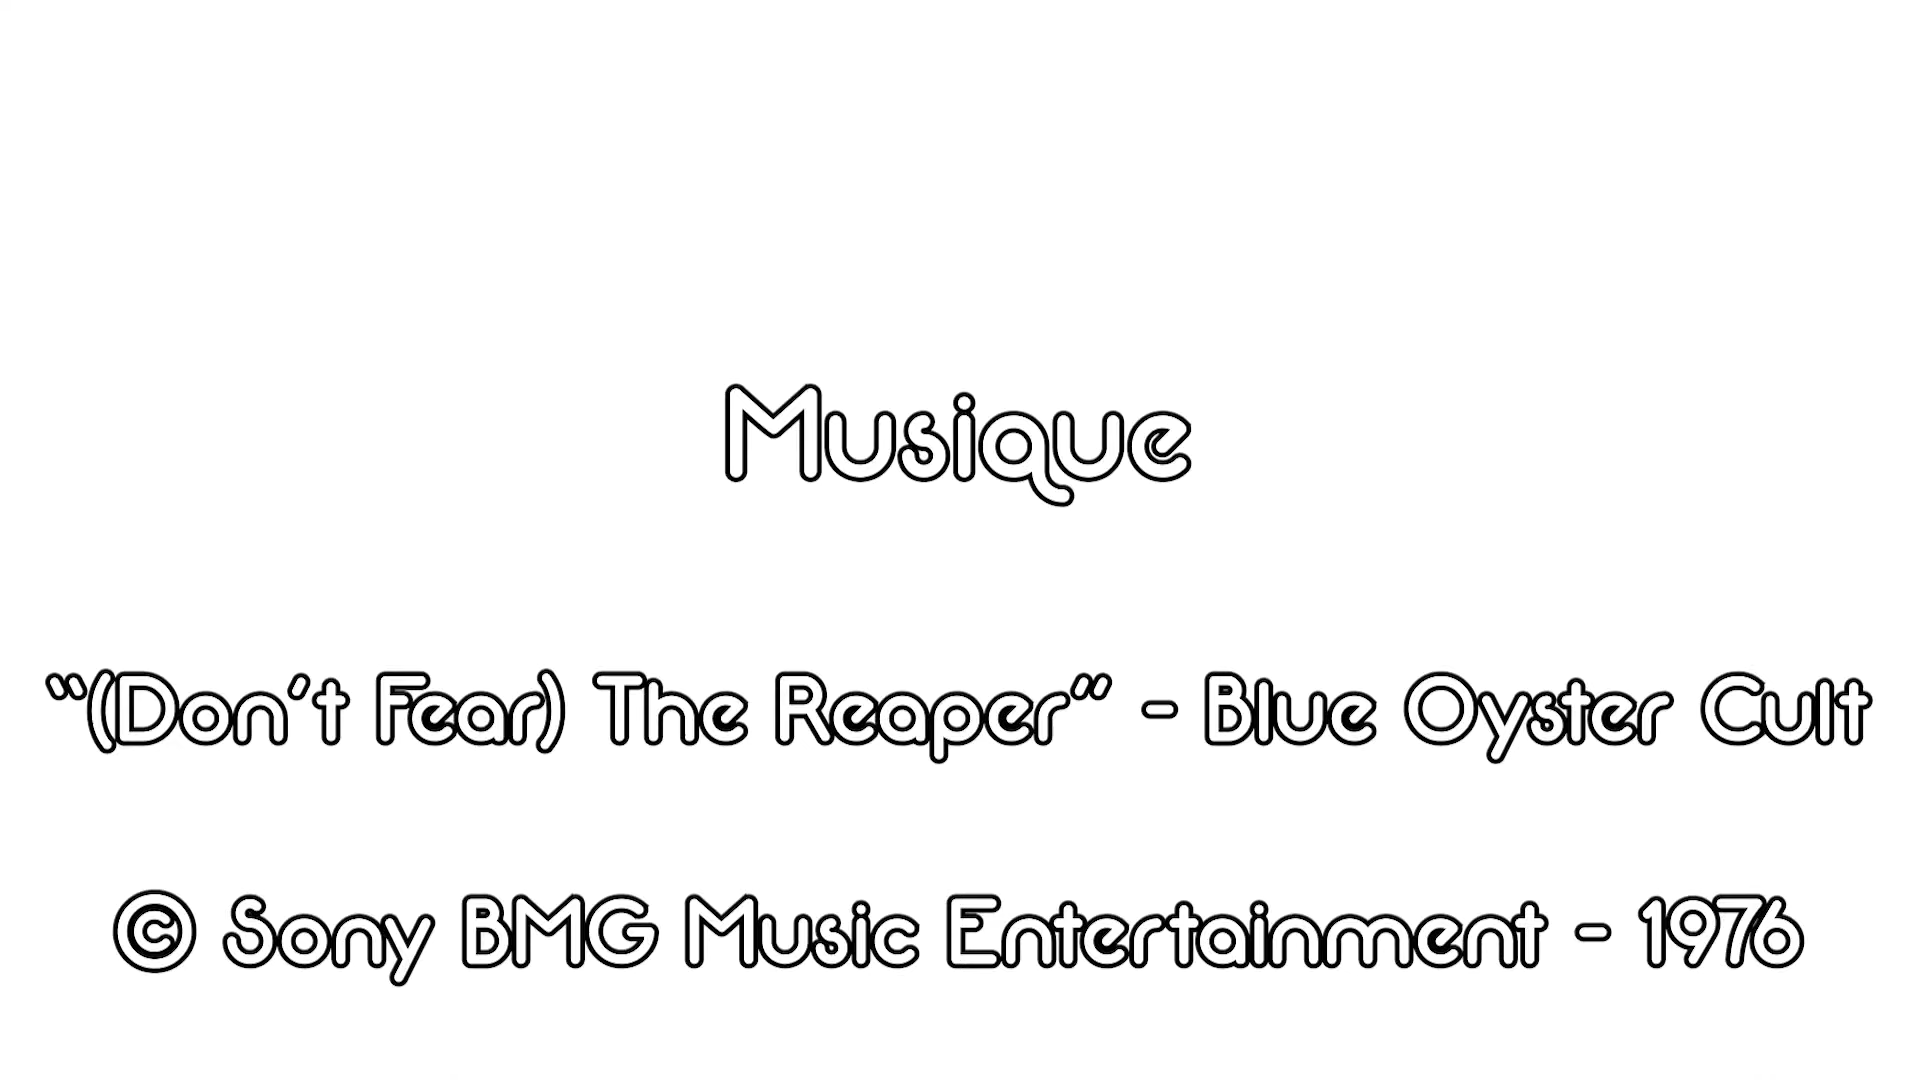 Musique
“(Don’t Fear) The Reaper” - Blue Oyster Cult
© Sony BMG Music Entertainment - 1976